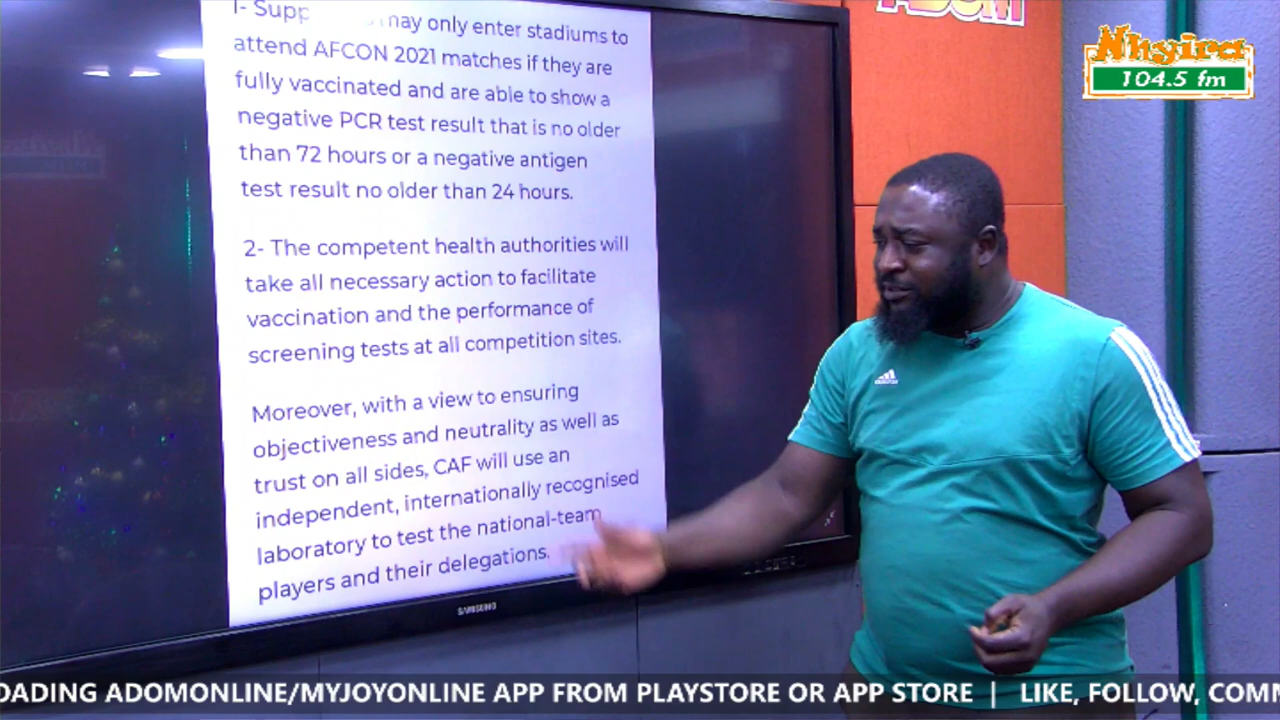 ADOM
Nhyira
104.5 fm
1- Supp may only enter stadiums to
attend AFCON 2021 matches if they are
fully vaccinated and are able to show a
negative PCR test result that is no older
than 72 hours or a negative antigen
test result no older than 24 hours.
2- The competent health authorities will
take all necessary action to facilitate
vaccination and the performance of
screening tests at all competition sites.
Moreover, with a view to ensuring
objectiveness and neutrality as well as
trust on all sides, CAF will use an
independent, internationally recognised
laboratory to test the national-team
players and their delegations.
SAMSUNG
adidas
OADING ADOMONLINE/MYJOYONLINE APP FROM PLAYSTORE OR APP STORE | LIKE, FOLLOW, COMM